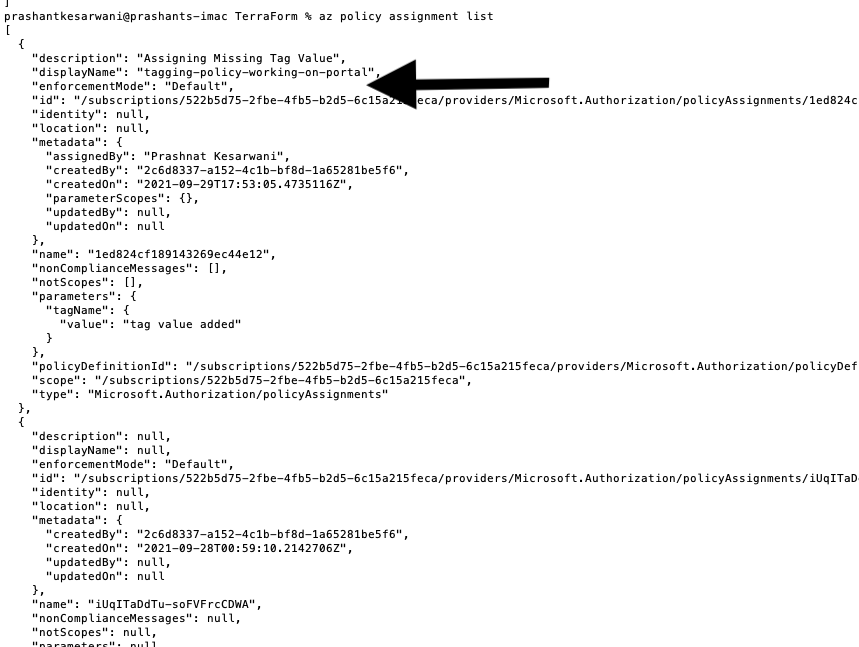 ]
prashantkesarwani@prashants-imac TerraForm % az policy assignment list
[
  {
    "description": "Assigning Missing Tag Value",
    "displayName": "tagging-policy-working-on-portal",
    "enforcementMode": "Default",
    "id": "/subscriptions/522b5d75-2fbe-4fb5-b2d5-6c15a215feca/providers/Microsoft.Authorization/policyAssignments/1ed824c
    "identity": null,
    "location": null,
    "metadata": {
      "assignedBy": "Prashnat Kesarwani",
      "createdBy": "2c6d8337-a152-4c1b-bf8d-1a65281be5f6",
      "createdOn": "2021-09-29T17:53:05.4735116Z",
      "parameterScopes": {},
      "updatedBy": null,
      "updatedOn": null
    },
    "name": "1ed824cf189143269ec44e12",
    "nonComplianceMessages": [],
    "notScopes": [],
    "parameters": {
      "tagName": {
        "value": "tag value added"
      }
    },
    "policyDefinitionId": "/subscriptions/522b5d75-2fbe-4fb5-b2d5-6c15a215feca/providers/Microsoft.Authorization/policyDef
    "scope": "/subscriptions/522b5d75-2fbe-4fb5-b2d5-6c15a215feca",
    "type": "Microsoft.Authorization/policyAssignments"
  },
  {
    "description": null,
    "displayName": null,
    "enforcementMode": "Default",
    "id": "/subscriptions/522b5d75-2fbe-4fb5-b2d5-6c15a215feca/providers/Microsoft.Authorization/policyAssignments/iUqITaD
    "identity": null,
    "location": null,
    "metadata": {
      "createdBy": "2c6d8337-a152-4c1b-bf8d-1a65281be5f6",
      "createdOn": "2021-09-28T00:59:10.2142706Z",
      "updatedBy": null,
      "updatedOn": null
    },
    "name": "iUqITaDdTu-soFVFrcCDWA",
    "nonComplianceMessages": null,
    "notScopes": null,
    "parameters": null